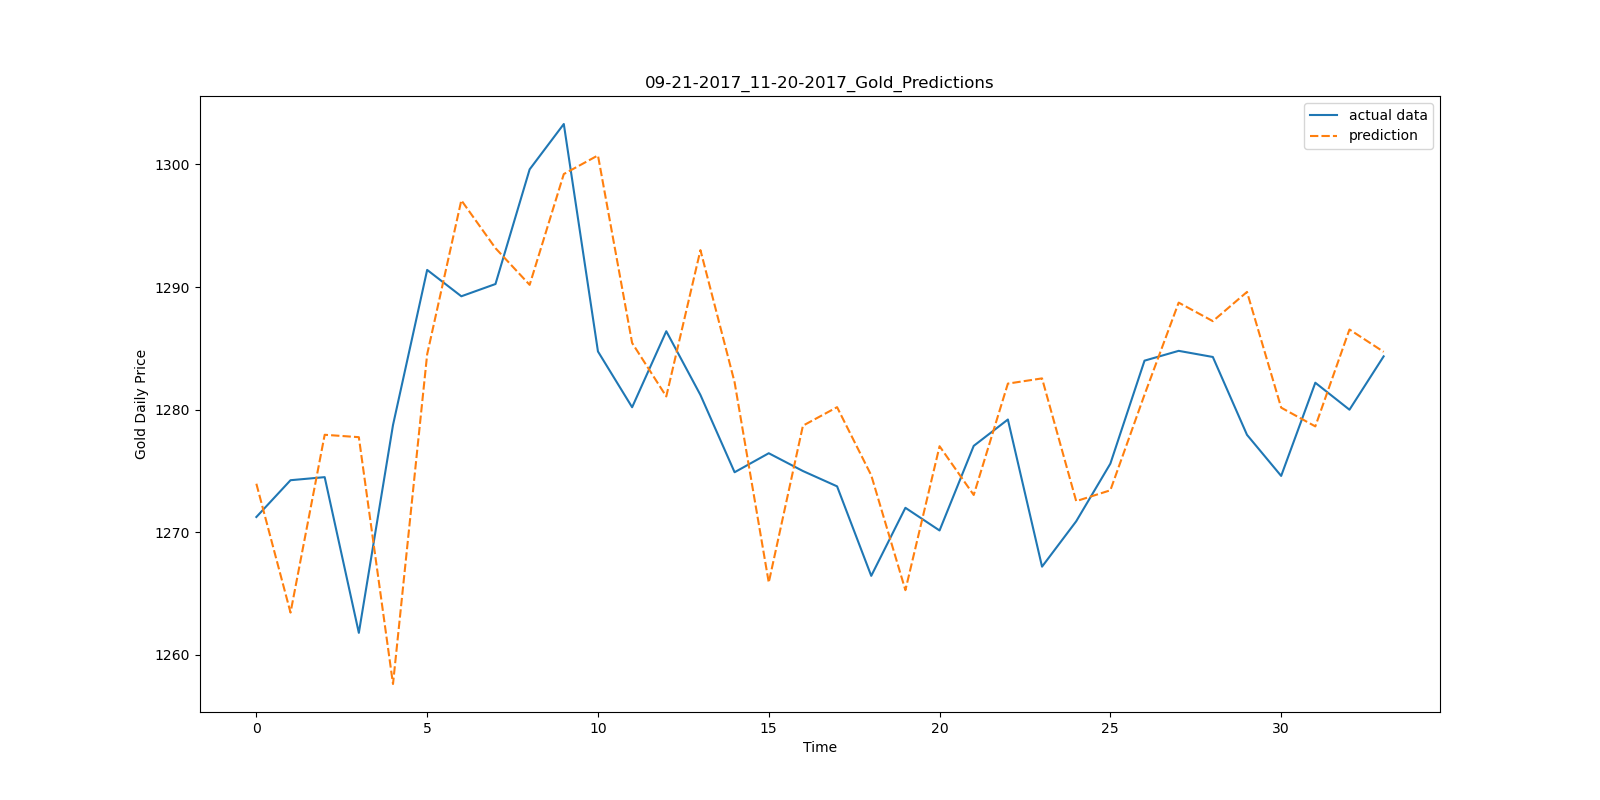 09-21-2017_11-20-2017_Gold_Predictions
actual data
prediction
1300
1290
1280
1270
1260
Gold Daily Price
0 5 10 15 20 25 30
Time